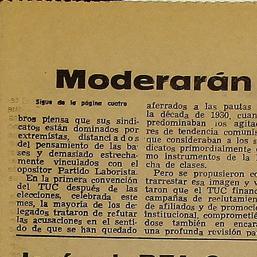 Moderarán
Sigue de la página cuatro
bros piensa que sus sindi-
catos están dominados por
extremistas, distanciados
del pensamiento de las ba
ses y demasiado estrecha-
mente vinculados con el
opositor Partido Laborista.
En la primera convención
del TUC después de las
elecciones, celebrada este
mes, la mayoría de los de-
legados trataron de refutar
las acusaciones en el senti-
do de que se han quedado
aferrados a las pautas
la década de 1930, cuan
predominaban los agitac
res de tendencia comunis
que consideraban a los s
dicatos primordialmente c
mo instrumentos de la
cha de clases.
Pero se propusieron co
trarrestar esa imagen y v
taron que el TUC financ
campañas de reclutamien
de afiliados y de promoció
institucional, comprometié
dose también en encar
una profunda revisión pa